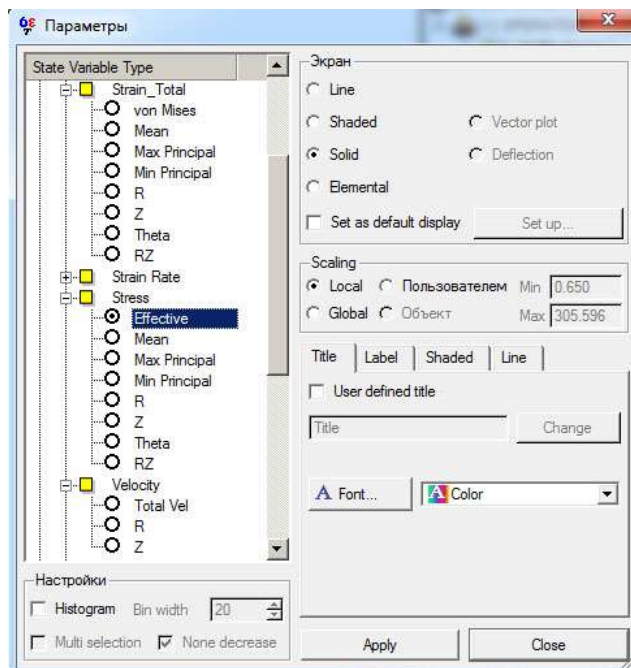 Параметры
State Variable Type
Strain_Total
von Mises
Mean
Max Principal
Min Principal
R
Z
Theta
RZ
Strain Rate
Stress
Effective
Mean
Max Principal
Min Principal
R
Z
Theta
RZ
Velocity
Total Vel
R
Z
Настройки
Histogram Bin width 20
Multi selection None decrease
Экран
Line
Shaded Vector plot
Solid Deflection
Elemental
Set as default display Set up...
Scaling
Local Пользователем Min 0.650
Global Объект Max 305.596
Title Label Shaded Line
User defined title
Title Change
A Font... A Color
Apply Close